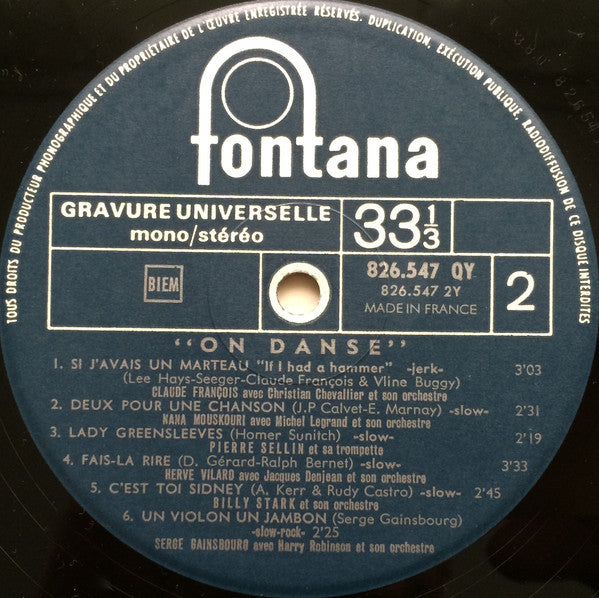 TOUS DROITS DU PRODUCTEUR PHONOGRAPHIQUE ET DU PROPRIÉTAIRE DE L'ŒUVRE ENREGISTRÉE RÉSERVÉS. DUPLICATION, EXÉCUTION PUBLIQUE, RADIODIFFUSION DE CE DISQUE INTERDITES
fontana
GRAVURE UNIVERSELLE
mono/stéréo
33 1/3
BIEM
826.547 QY
826.547 2Y
MADE IN FRANCE
2
"ON DANSE"
1. SI J'AVAIS UN MARTEAU "If I had a hammer" -jerk- 3'03
(Lee Hays-Seeger-Claude François & Vline Buggy)
CLAUDE FRANÇOIS avec Christian Chevallier et son orchestre
2. DEUX POUR UNE CHANSON (J.P Calvet-E. Marnay) -slow- 2'31
NANA MOUSKOURI avec Michel Legrand et son orchestre
3. LADY GREENSLEEVES (Homer Sunitch) -slow- 2'19
PIERRE SELLIN et sa trompette
4. FAIS-LA RIRE (D. Gérard-Ralph Bernet) -slow- 3'33
HERVE VILARD avec Jacques Denjean et son orchestre
5. C'EST TOI SIDNEY (A. Kerr & Rudy Castro) -slow- 2'45
BILLY STARK et son orchestre
6. UN VIOLON UN JAMBON (Serge Gainsbourg)
-slow-rock- 2'25
SERGE GAINSBOURG avec Harry Robinson et son orchestre